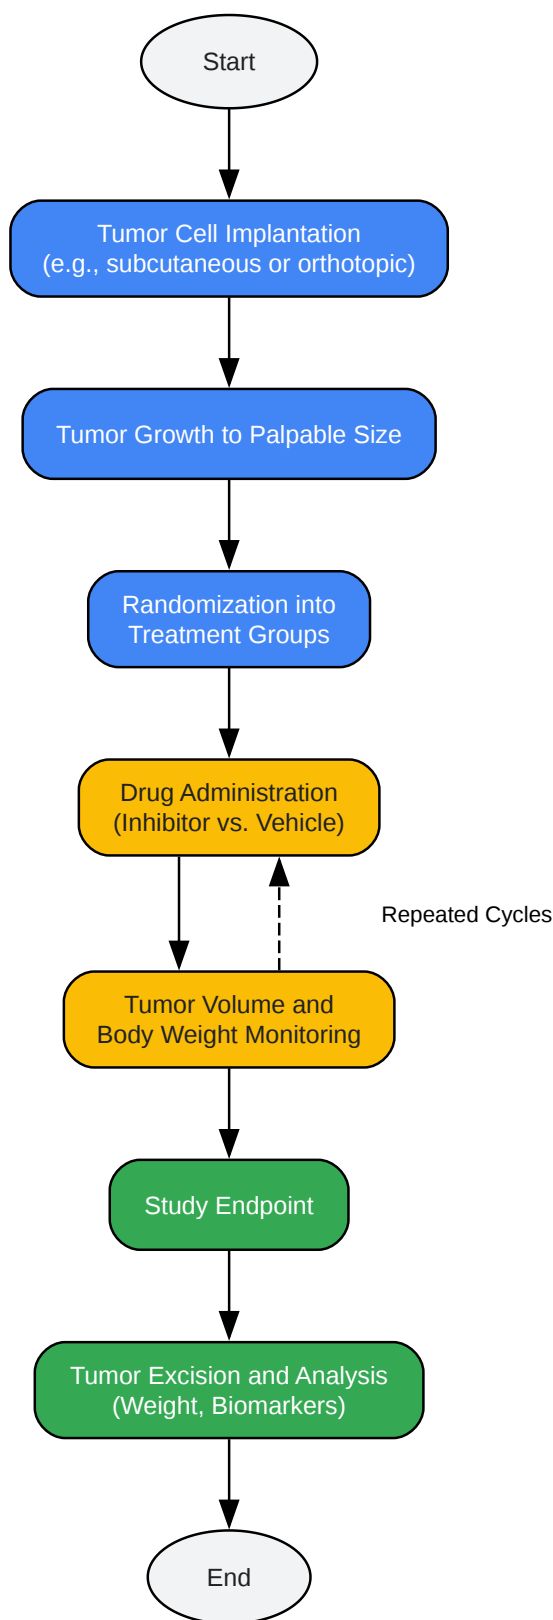 Start
Tumor Cell Implantation
(e.g., subcutaneous or orthotopic)
Tumor Growth to Palpable Size
Randomization into
Treatment Groups
Drug Administration
(Inhibitor vs. Vehicle)
Repeated Cycles
Tumor Volume and
Body Weight Monitoring
Study Endpoint
Tumor Excision and Analysis
(Weight, Biomarkers)
End